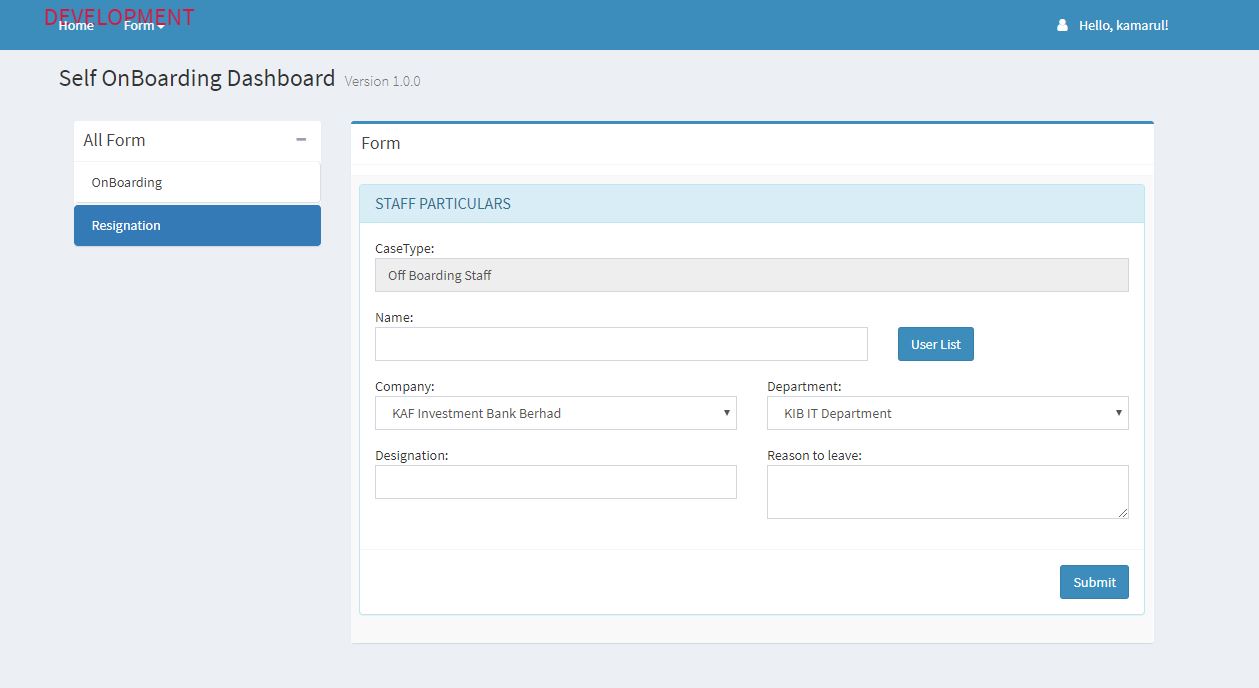 DEVELOPMENT
Home Form Hello, kamarul!
Self OnBoarding Dashboard Version 1.0.0
All Form
OnBoarding
Resignation
Form
STAFF PARTICULARS
CaseType:
Off Boarding Staff
Name:
User List
Company: Department:
KAF Investment Bank Berhad KIB IT Department
Designation: Reason to leave:
Submit